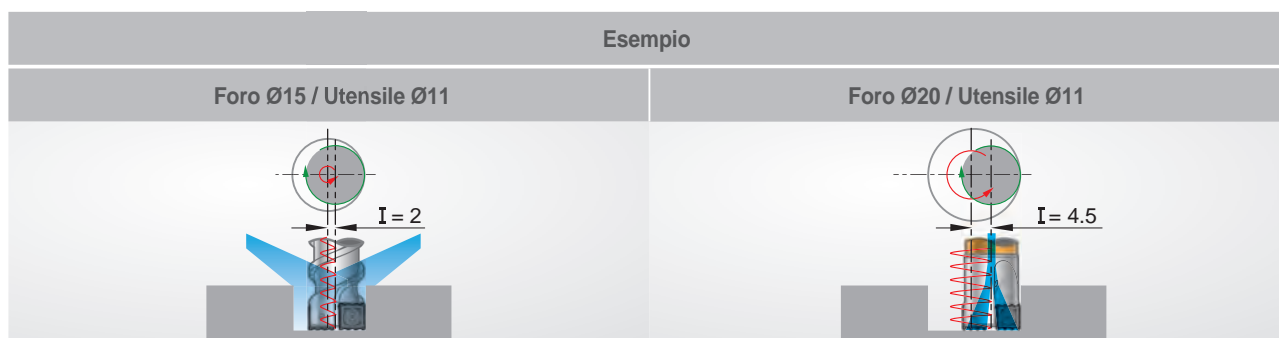 Esempio
Foro Ø15 / Utensile Ø11
Foro Ø20 / Utensile Ø11
I = 2
I = 4.5